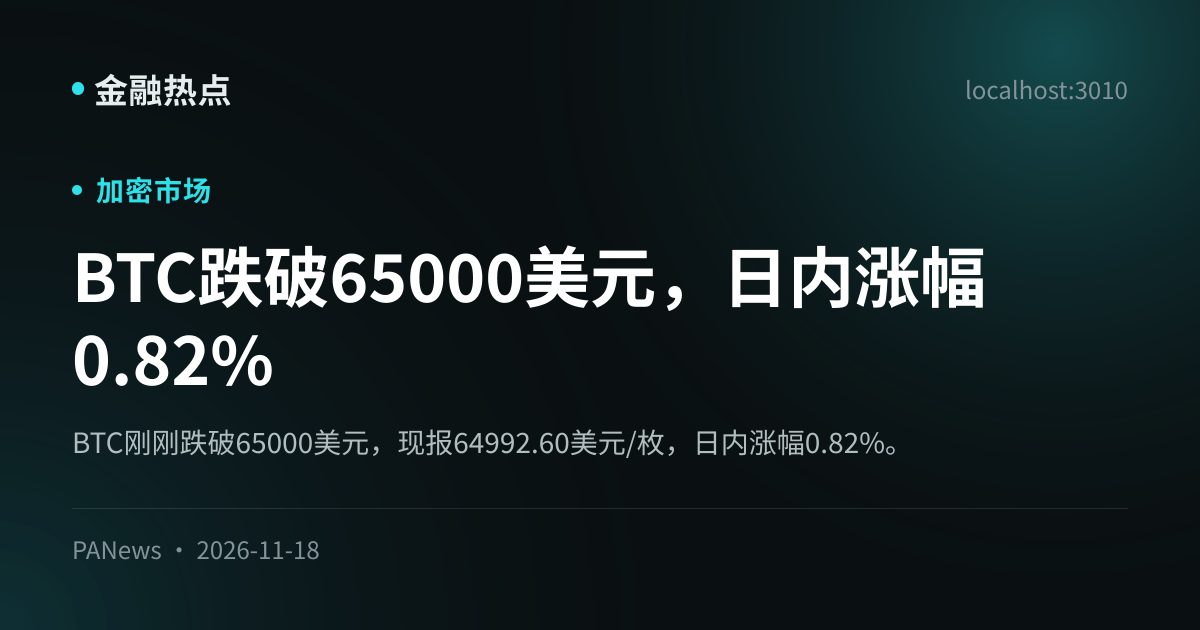 金融热点
localhost:3010
加密市场
BTC跌破65000美元，日内涨幅
0.82%
BTC刚刚跌破65000美元，现报64992.60美元/枚，日内涨幅0.82%。
PANews • 2026-11-18